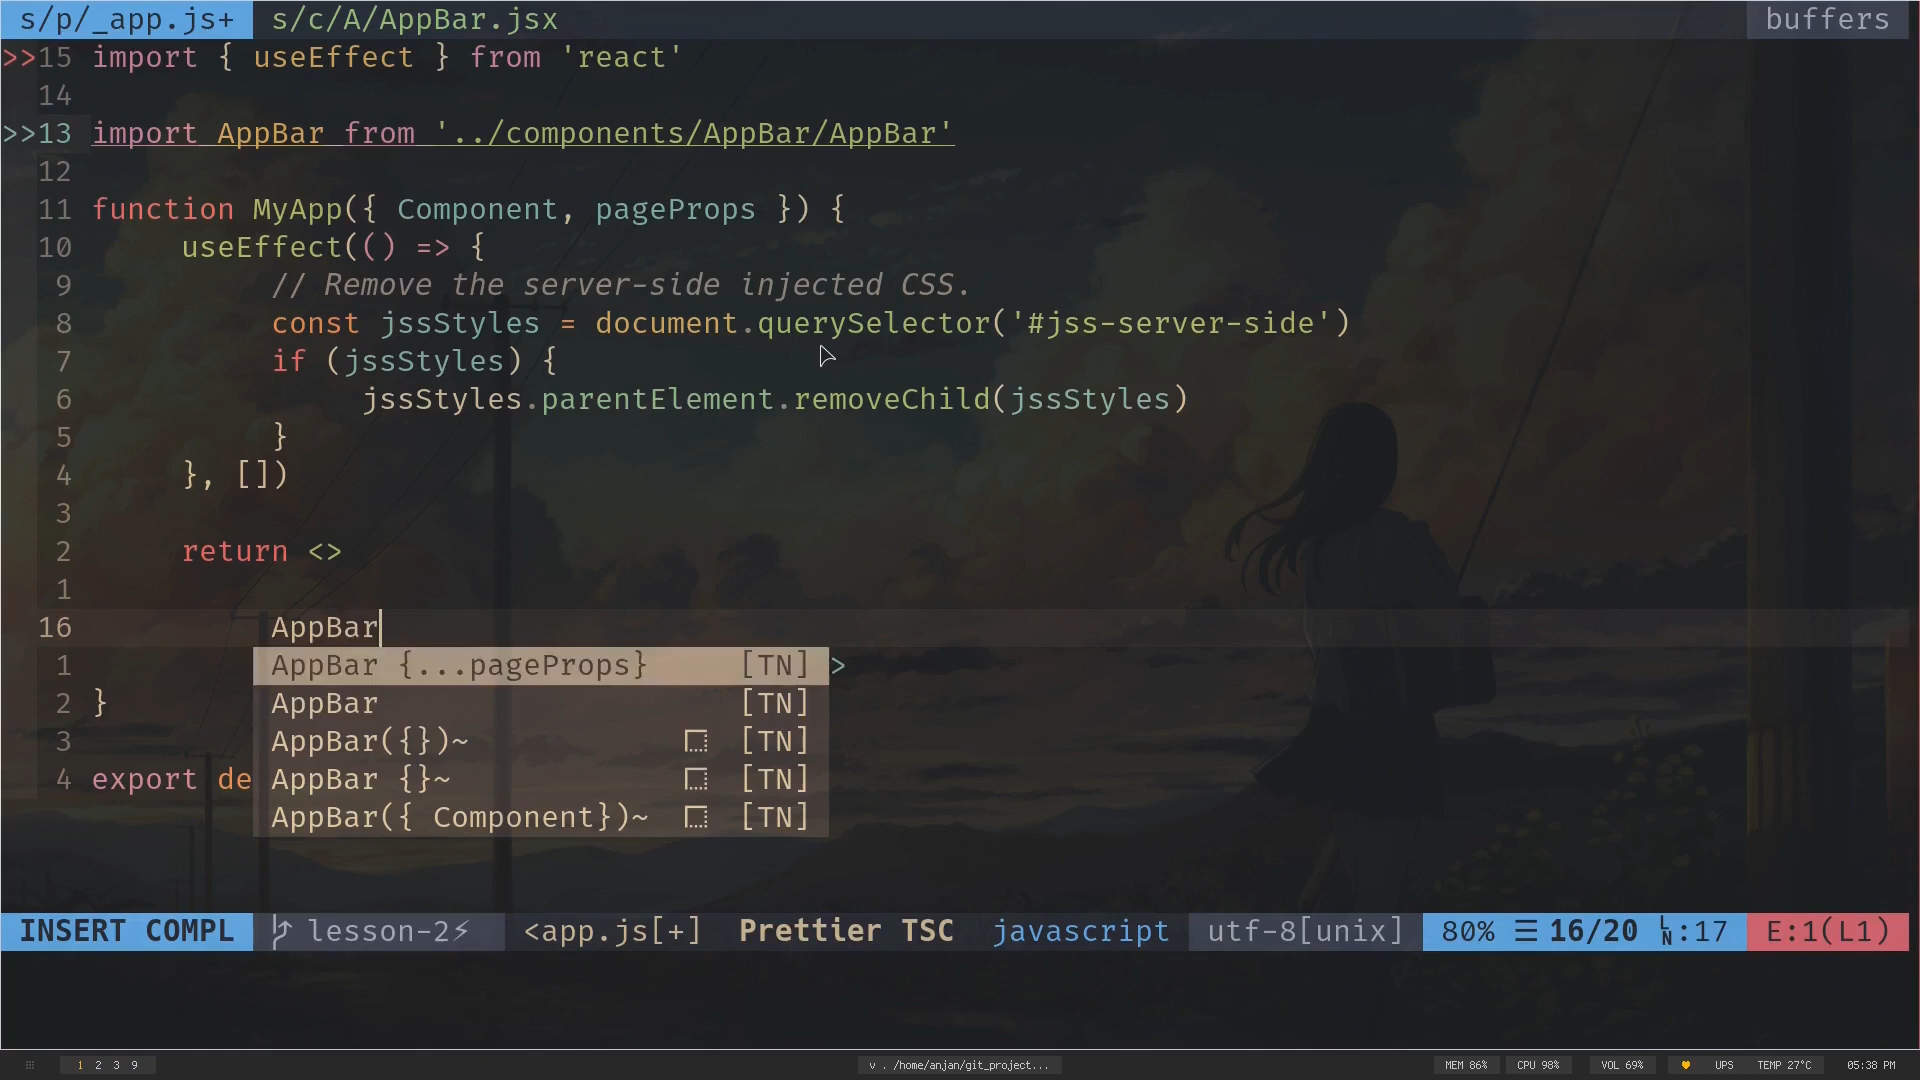 s/p/_app.js+ s/c/A/AppBar.jsx buffers
>>15 import { useEffect } from 'react'
14
>>13 import AppBar from '../components/AppBar/AppBar'
12
11 function MyApp({ Component, pageProps }) {
10 useEffect(() => {
9 // Remove the server-side injected CSS.
8 const jssStyles = document.querySelector('#jss-server-side')
7 if (jssStyles) {
6 jssStyles.parentElement.removeChild(jssStyles)
5 }
4 }, [])
3
2 return <>
1
16 AppBar
1 AppBar {...pageProps} [TN] >
2 } AppBar [TN]
3 AppBar({})~ [TN]
4 export de AppBar {}~ [TN]
AppBar({ Component})~ [TN]
INSERT COMPL lesson-2⚡ <app.js[+] Prettier TSC javascript utf-8[unix] 80% ☰ 16/20 LN:17 E:1(L1)
1 2 3 9 v . /home/anjan/git_project... MEM 86% CPU 98% VOL 69% UPS TEMP 27°C 05:38 PM